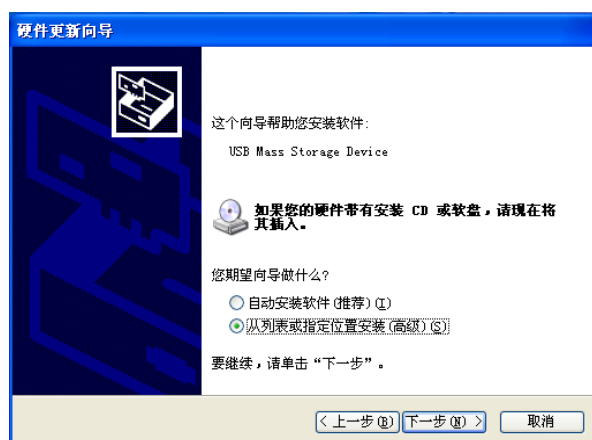 硬件更新向导
这个向导帮助您安装软件:
USB Mass Storage Device
如果您的硬件带有安装 CD 或软盘，请现在将
其插入。
您期望向导做什么?
自动安装软件(推荐)(I)
从列表或指定位置安装(高级)(S)
要继续，请单击“下一步”。
< 上一步(B) 下一步(N) > 取消